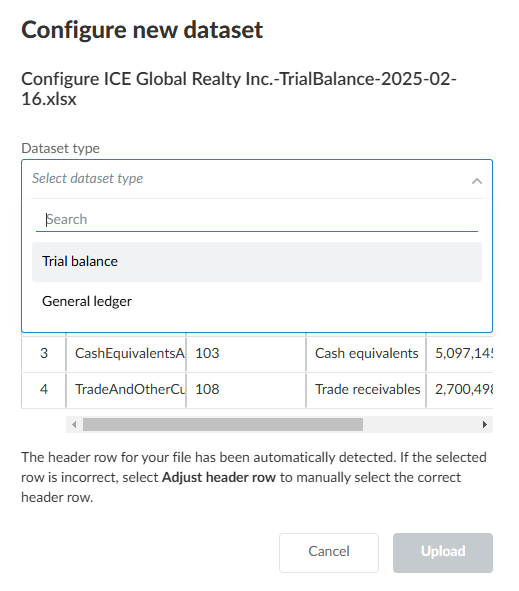 Configure new dataset
Configure ICE Global Realty Inc.-TrialBalance-2025-02-
16.xlsx
Dataset type
Select dataset type
Search
Trial balance
General ledger
3 CashEquivalentsA 103 Cash equivalents 5,097,145
4 TradeAndOtherCu 108 Trade receivables 2,700,498
The header row for your file has been automatically detected. If the selected
row is incorrect, select Adjust header row to manually select the correct
header row.
Cancel Upload